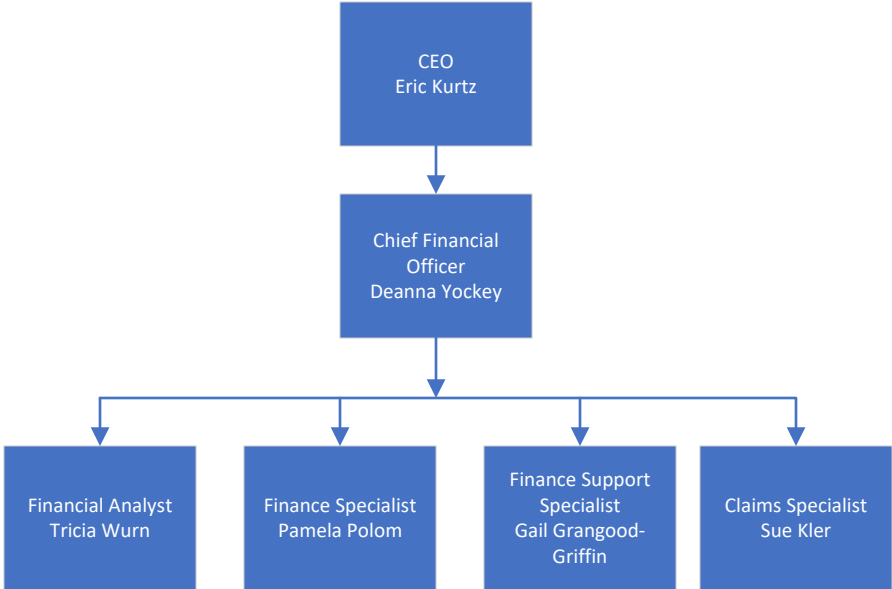 CEO
Eric Kurtz
Chief Financial
Officer
Deanna Yockey
Financial Analyst
Tricia Wurn
Finance Specialist
Pamela Polom
Finance Support
Specialist
Gail Grangood-
Griffin
Claims Specialist
Sue Kler